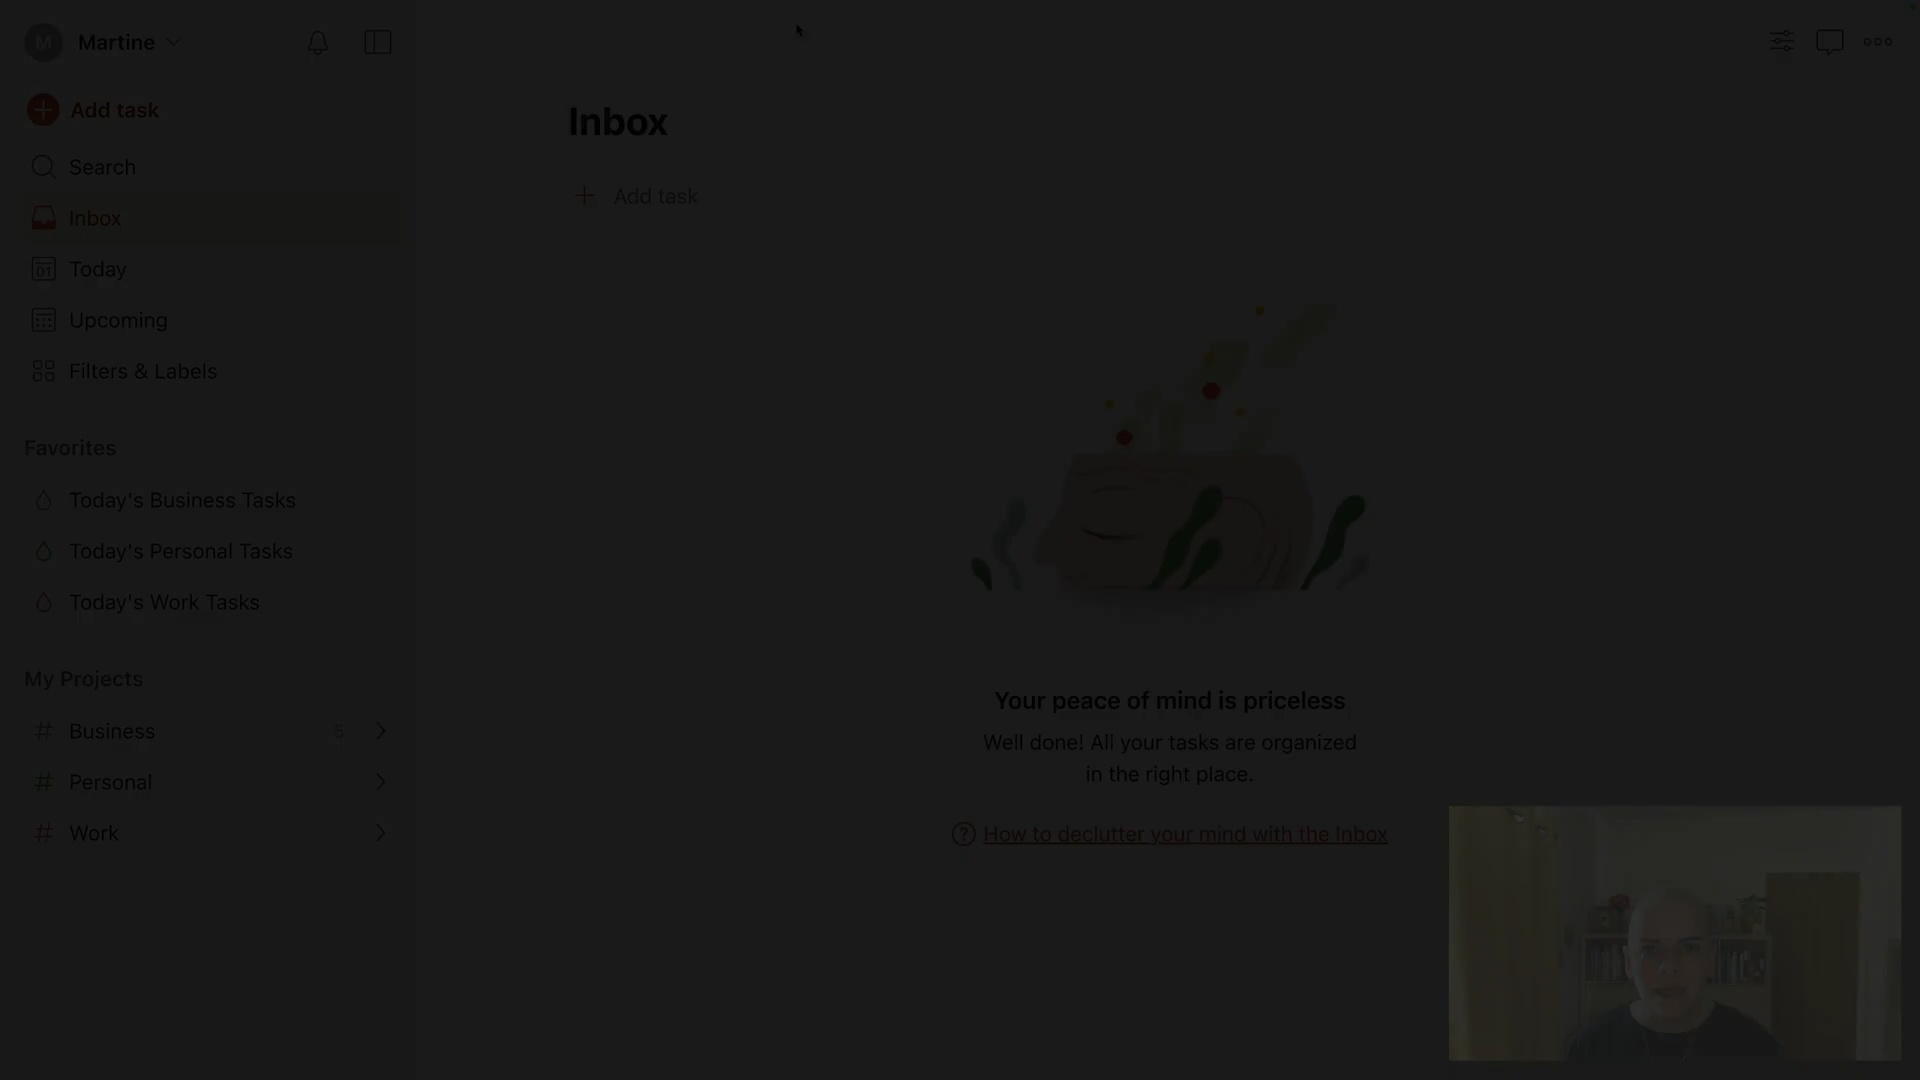 M Martine
Add task
Search
Inbox
01 Today
Upcoming
Filters & Labels
Favorites
Today's Business Tasks
Today's Personal Tasks
Today's Work Tasks
My Projects
# Business 5
# Personal
# Work
Inbox
+ Add task
Your peace of mind is priceless
Well done! All your tasks are organized
in the right place.
? How to declutter your mind with the Inbox